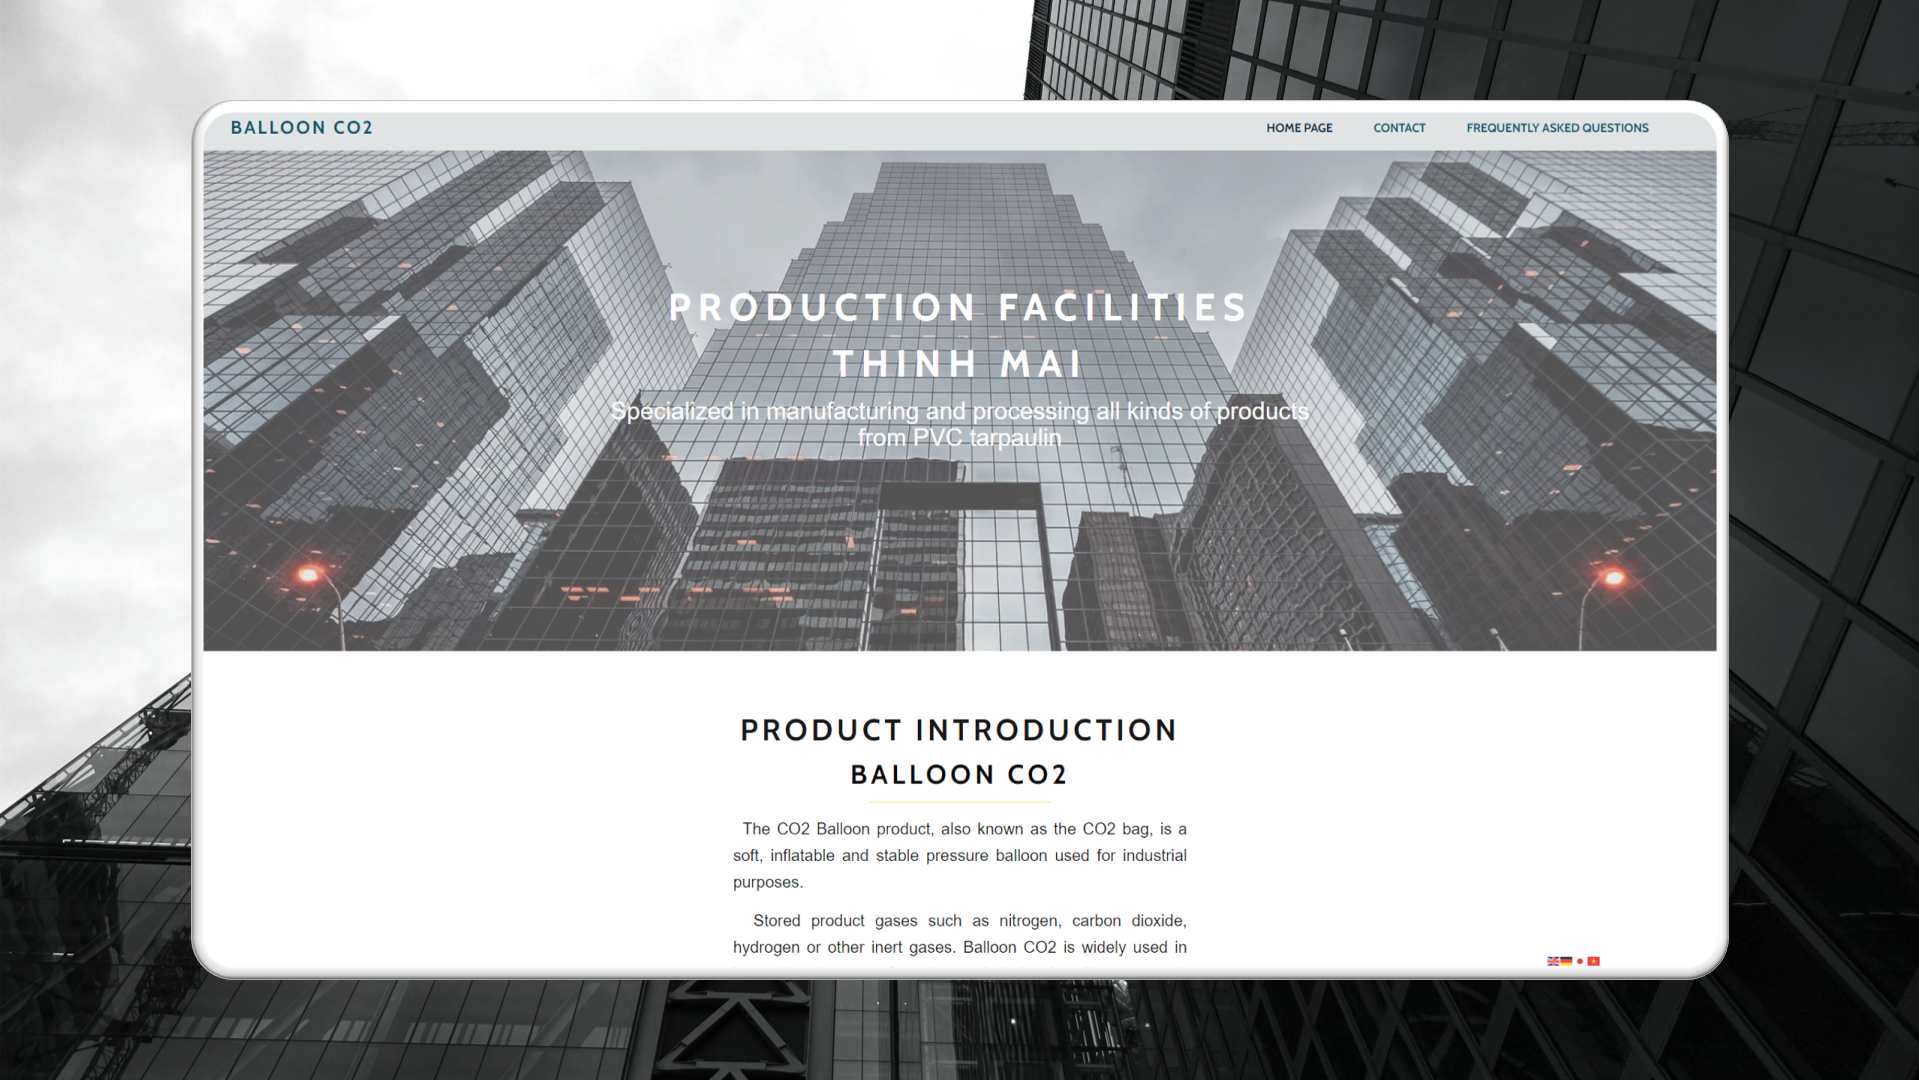 BALLOON CO2
HOME PAGE
CONTACT
FREQUENTLY ASKED QUESTIONS
PRODUCTION FACILITIES
THINH MAI
Specialized in manufacturing and processing all kinds of products
from PVC tarpaulin
PRODUCT INTRODUCTION
BALLOON CO2
The CO2 Balloon product, also known as the CO2 bag, is a
soft, inflatable and stable pressure balloon used for industrial
purposes.
Stored product gases such as nitrogen, carbon dioxide,
hydrogen or other inert gases. Balloon CO2 is widely used in